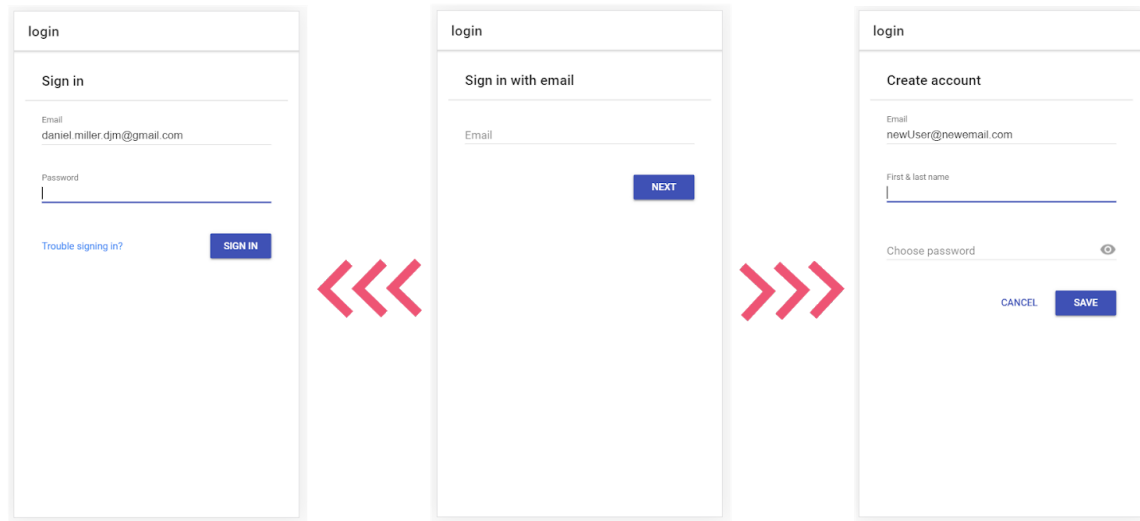 login
Sign in
Email
daniel.miller.djm@gmail.com
Password
Trouble signing in?
SIGN IN
login
Sign in with email
Email
NEXT
login
Create account
Email
newUser@newemail.com
First & last name
Choose password
CANCEL
SAVE